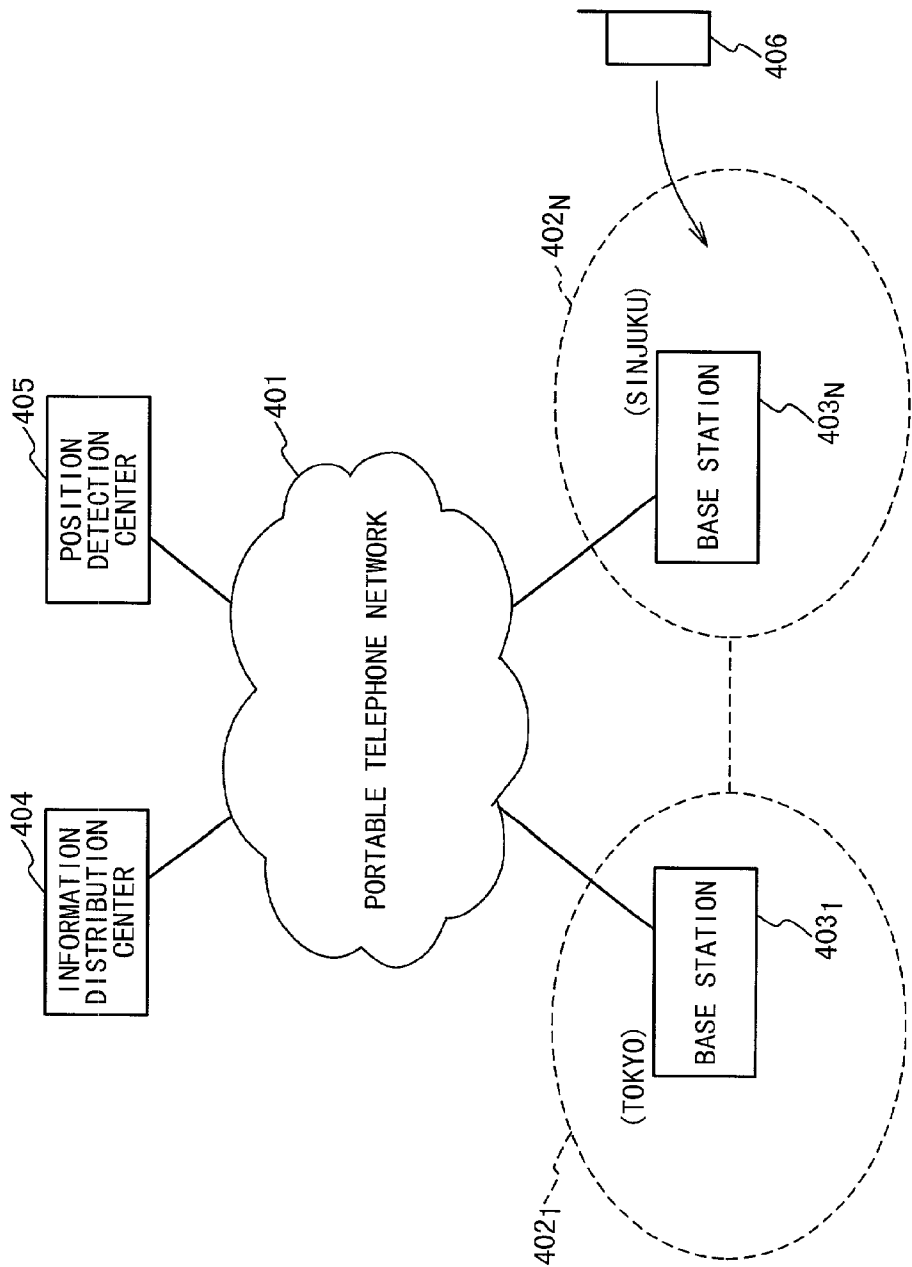 404
INFORMATION
DISTRIBUTION
CENTER
405
POSITION
DETECTION
CENTER
401
PORTABLE TELEPHONE NETWORK
402₁
(TOKYO)
BASE STATION
403₁
402N
(SINJUKU)
BASE STATION
403N
406